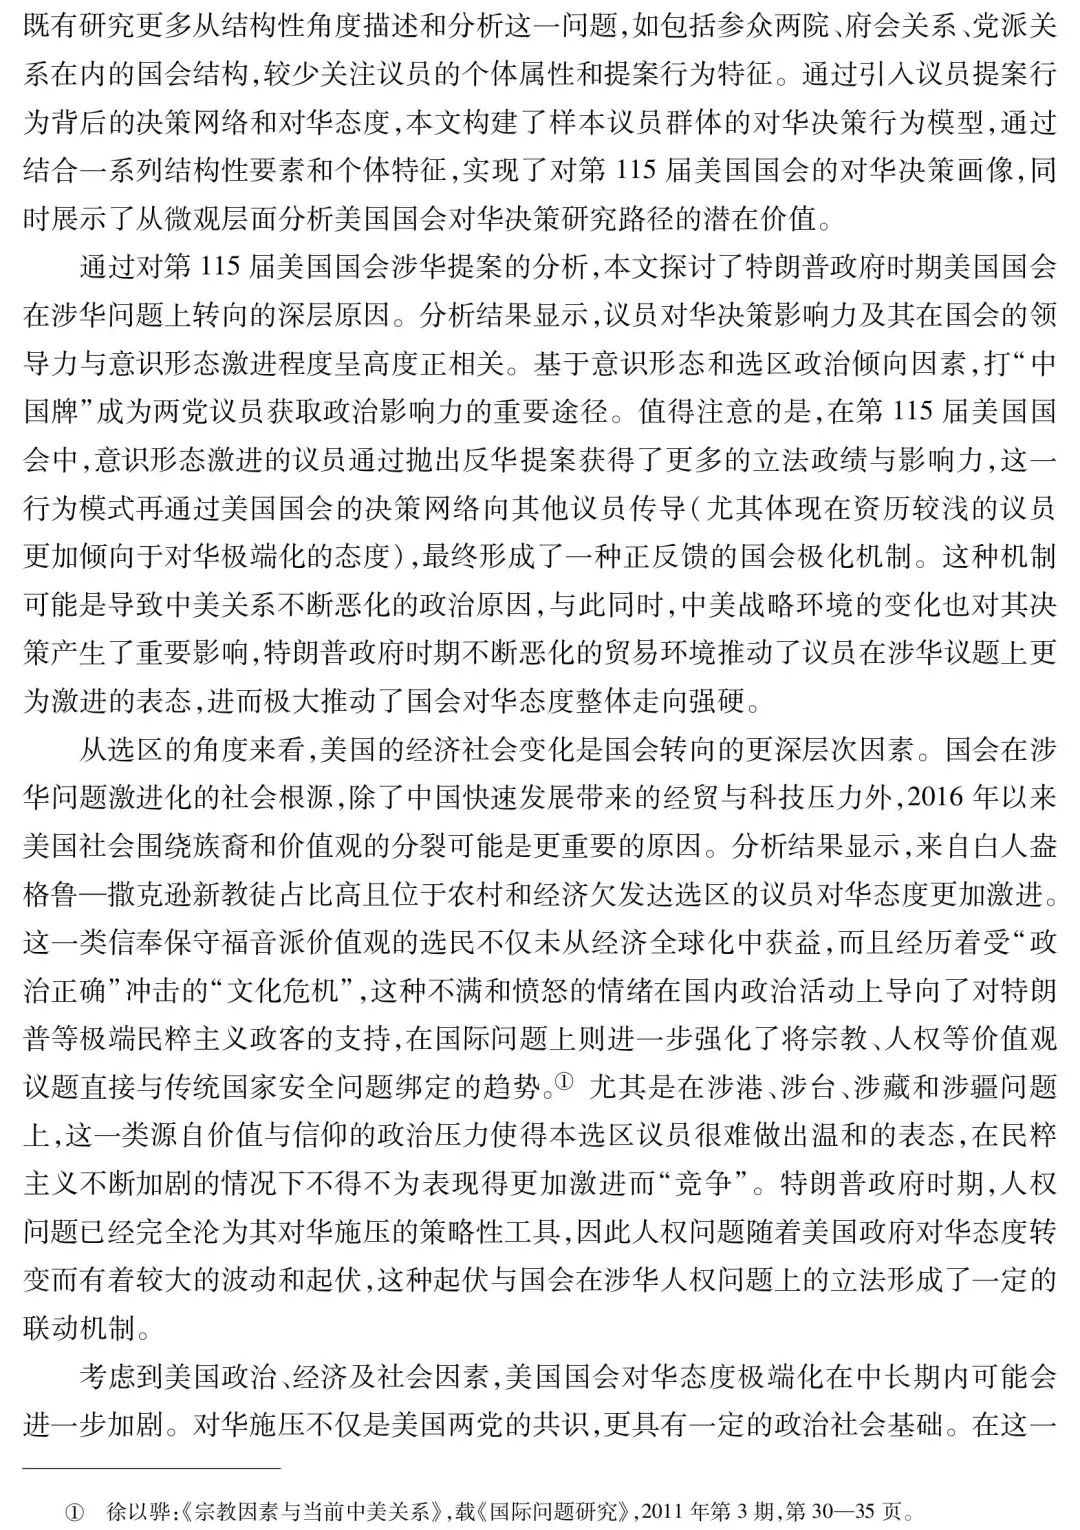 既有研究更多从结构性角度描述和分析这一问题,如包括参众两院、府会关系、党派关
系在内的国会结构,较少关注议员的个体属性和提案行为特征。通过引入议员提案行
为背后的决策网络和对华态度,本文构建了样本议员群体的对华决策行为模型,通过
结合一系列结构性要素和个体特征,实现了对第 115 届美国国会的对华决策画像,同
时展示了从微观层面分析美国国会对华决策研究路径的潜在价值。
通过对第 115 届美国国会涉华提案的分析,本文探讨了特朗普政府时期美国国会
在涉华问题上转向的深层原因。分析结果显示,议员对华决策影响力及其在国会的领
导力与意识形态激进程度呈高度正相关。基于意识形态和选区政治倾向因素,打“中
国牌”成为两党议员获取政治影响力的重要途径。值得注意的是,在第 115 届美国国
会中,意识形态激进的议员通过抛出反华提案获得了更多的立法政绩与影响力,这一
行为模式再通过美国国会的决策网络向其他议员传导(尤其体现在资历较浅的议员
更加倾向于对华极端化的态度),最终形成了一种正反馈的国会极化机制。这种机制
可能是导致中美关系不断恶化的政治原因,与此同时,中美战略环境的变化也对其决
策产生了重要影响,特朗普政府时期不断恶化的贸易环境推动了议员在涉华议题上更
为激进的表态,进而极大推动了国会对华态度整体走向强硬。
从选区的角度来看,美国的经济社会变化是国会转向的更深层次因素。国会在涉
华问题激进化的社会根源,除了中国快速发展带来的经贸与科技压力外,2016 年以来
美国社会围绕族裔和价值观的分裂可能是更重要的原因。分析结果显示,来自白人盎
格鲁—撒克逊新教徒占比高且位于农村和经济欠发达选区的议员对华态度更加激进。
这一类信奉保守福音派价值观的选民不仅未从经济全球化中获益,而且经历着受“政
治正确”冲击的“文化危机”,这种不满和愤怒的情绪在国内政治活动上导向了对特朗
普等极端民粹主义政客的支持,在国际问题上则进一步强化了将宗教、人权等价值观
议题直接与传统国家安全问题绑定的趋势。① 尤其是在涉港、涉台、涉藏和涉疆问题
上,这一类源自价值与信仰的政治压力使得本选区议员很难做出温和的表态,在民粹
主义不断加剧的情况下不得不为表现得更加激进而“竞争”。特朗普政府时期,人权
问题已经完全沦为其对华施压的策略性工具,因此人权问题随着美国政府对华态度转
变而有着较大的波动和起伏,这种起伏与国会在涉华人权问题上的立法形成了一定的
联动机制。
考虑到美国政治、经济及社会因素,美国国会对华态度极端化在中长期内可能会
进一步加剧。对华施压不仅是美国两党的共识,更具有一定的政治社会基础。在这一
① 徐以骅:《宗教因素与当前中美关系》,载《国际问题研究》,2011 年第 3 期,第 30—35 页。